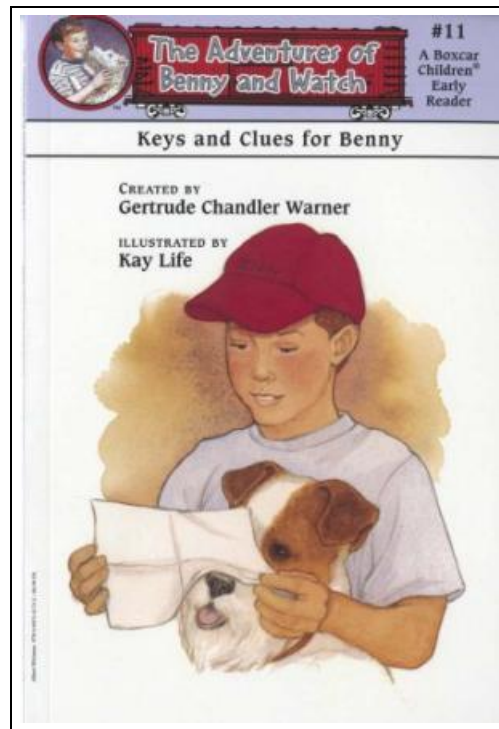 The Adventures of
Benny and Watch
™
#11
A Boxcar
Children®
Early
Reader
Keys and Clues for Benny
CREATED BY
Gertrude Chandler Warner
ILLUSTRATED BY
Kay Life